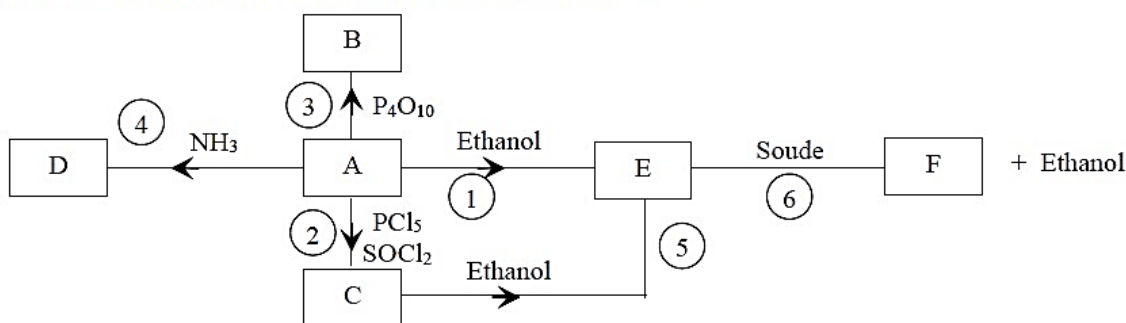 B
3 P₄O₁₀
4 NH₃ Ethanol Soude
D A E F + Ethanol
1 6
2 PCl₅
SOCl₂ Ethanol 5
C